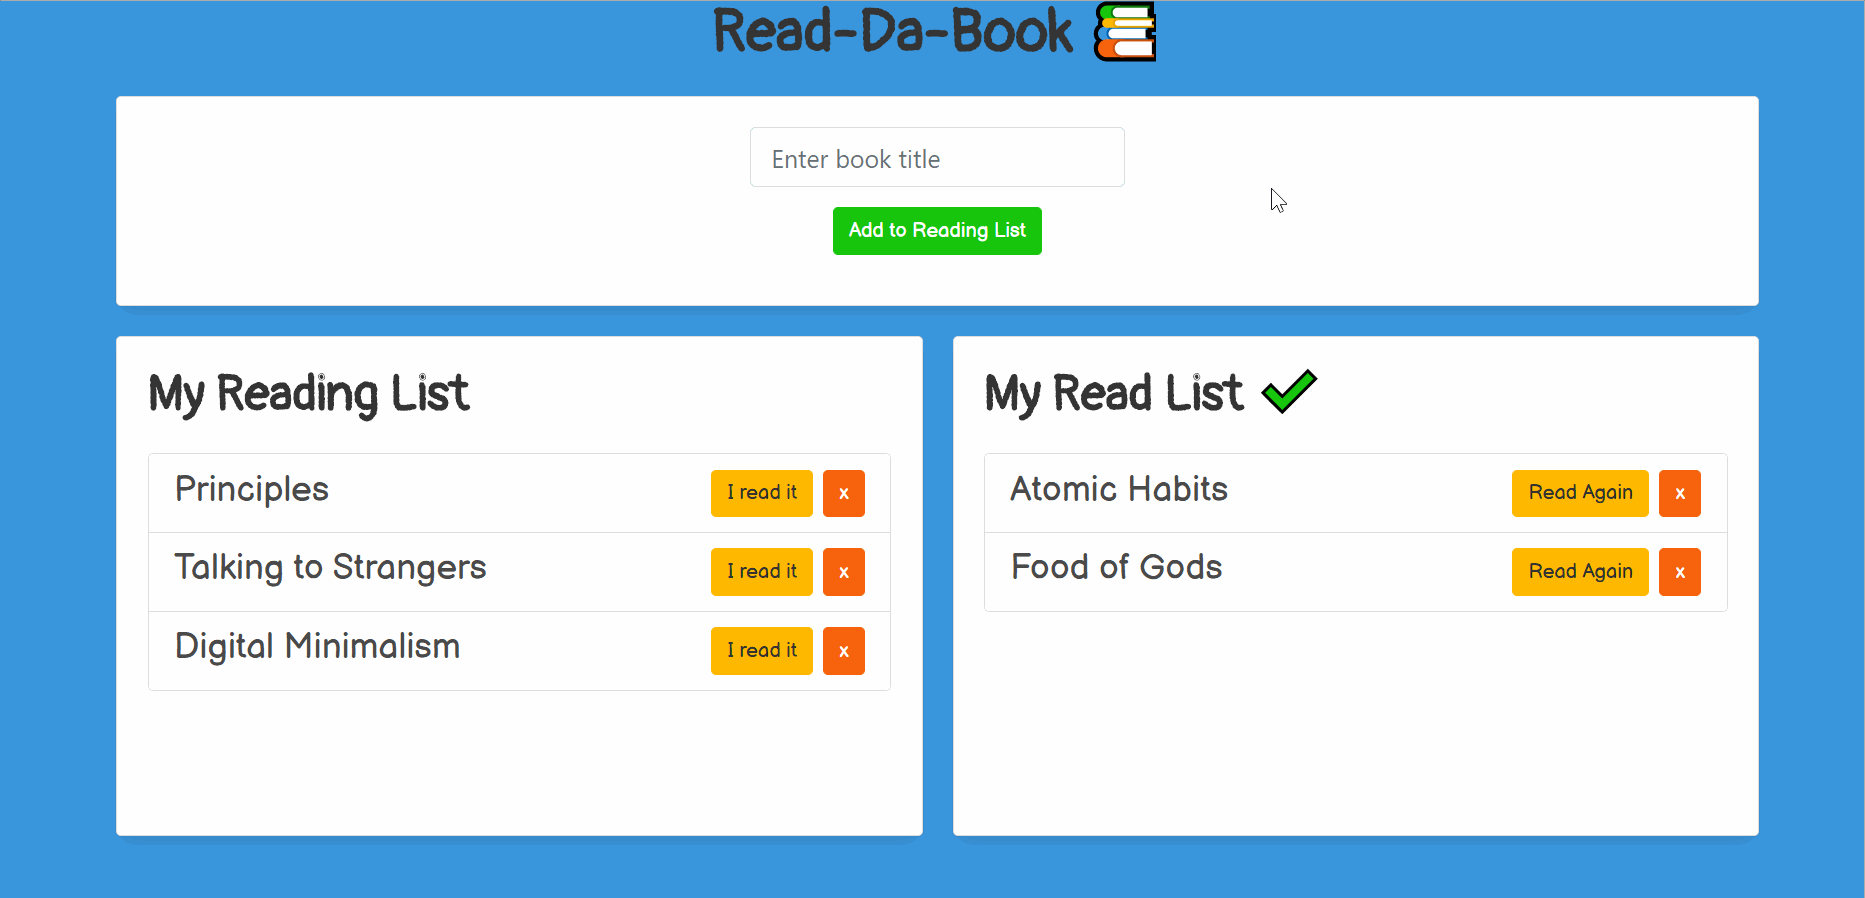 Read-Da-Book
Enter book title
Add to Reading List
My Reading List
Principles I read it x
Talking to Strangers I read it x
Digital Minimalism I read it x
My Read List
Atomic Habits Read Again x
Food of Gods Read Again x